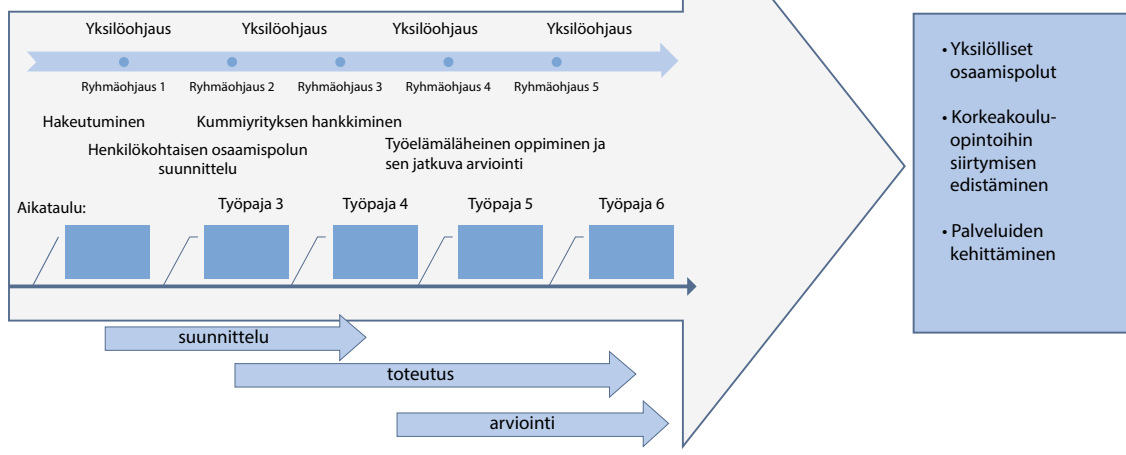 Yksilöohjaus Yksilöohjaus Yksilöohjaus Yksilöohjaus
Ryhmäohjaus 1 Ryhmäohjaus 2 Ryhmäohjaus 3 Ryhmäohjaus 4 Ryhmäohjaus 5
Hakeutuminen Kummiyrityksen hankkiminen
Henkilökohtaisen osaamispolun
suunnittelu
Työelämäläheinen oppiminen ja
sen jatkuva arviointi
Aikataulu: Työpaja 3 Työpaja 4 Työpaja 5 Työpaja 6
suunnittelu
toteutus
arviointi
• Yksilölliset
osaamispolut
• Korkeakoulu-
opintoihin
siirtymisen
edistäminen
• Palveluiden
kehittäminen